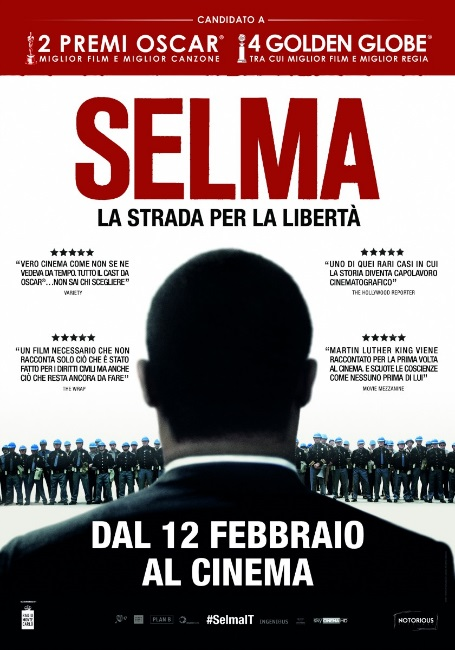 CANDIDATO A
2 PREMI OSCAR®
MIGLIOR FILM E MIGLIOR CANZONE
4 GOLDEN GLOBE®
TRA CUI MIGLIOR FILM E MIGLIOR REGIA
SELMA
LA STRADA PER LA LIBERTÀ
"VERO CINEMA COME NON SE NE
VEDEVA DA TEMPO. TUTTO IL CAST DA
OSCAR"...NON SAI CHI SCEGLIERE"
VARIETY
"UNO DI QUEI RARI CASI IN CUI
LA STORIA DIVENTA CAPOLAVORO
CINEMATOGRAFICO"
THE HOLLYWOOD REPORTER
"UN FILM NECESSARIO CHE NON
RACCONTA SOLO CIÒ CHE È STATO
FATTO PER I DIRITTI CIVILI MA ANCHE
CIÒ CHE RESTA ANCORA DA FARE"
THE WRAP
"MARTIN LUTHER KING VIENE
RACCONTATO PER LA PRIMA VOLTA
AL CINEMA. E SCUOTE LE COSCIENZE
COME NESSUNO PRIMA DI LUI"
MOVIE MEZZANINE
DAL 12 FEBBRAIO
AL CINEMA
PLAN B
#SelmaIT
INGENIOUS
sky CINEMA HD
NOTORIOUS